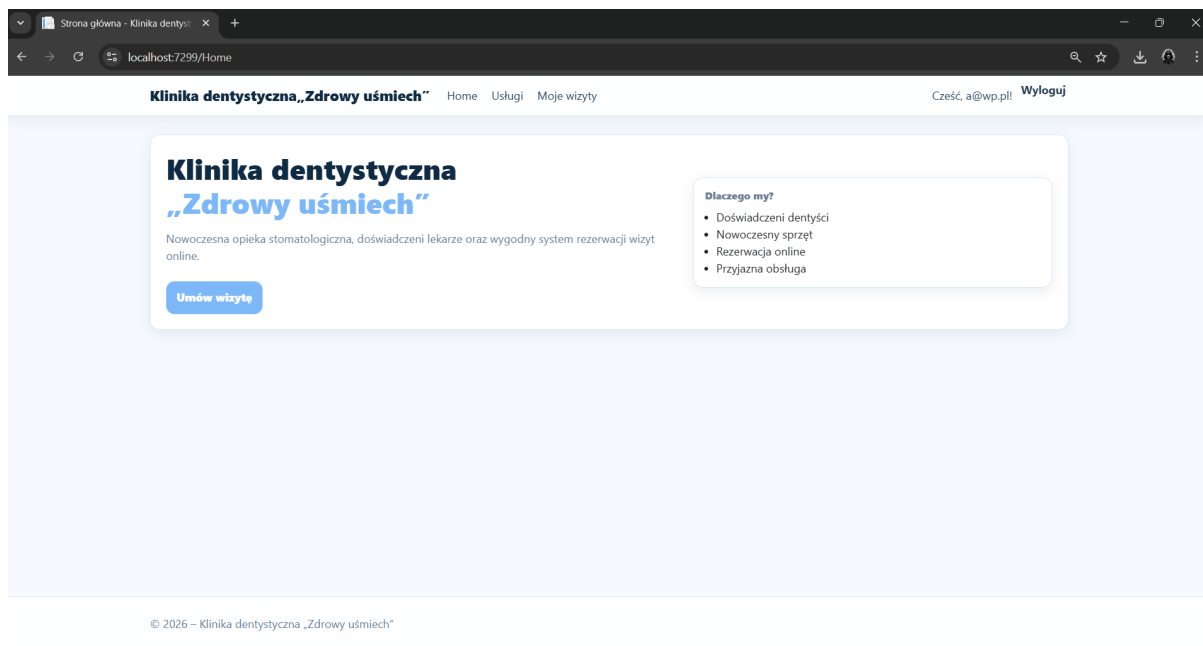 Strona główna - Klinika dentyst
localhost:7299/Home
Klinika dentystyczna„Zdrowy uśmiech” Home Usługi Moje wizyty Cześć, a@wp.pl! Wyloguj
Klinika dentystyczna
„Zdrowy uśmiech”
Nowoczesna opieka stomatologiczna, doświadczeni lekarze oraz wygodny system rezerwacji wizyt
online.
Umów wizytę
Dlaczego my?
• Doświadczeni dentyści
• Nowoczesny sprzęt
• Rezerwacja online
• Przyjazna obsługa
© 2026 – Klinika dentystyczna „Zdrowy uśmiech”